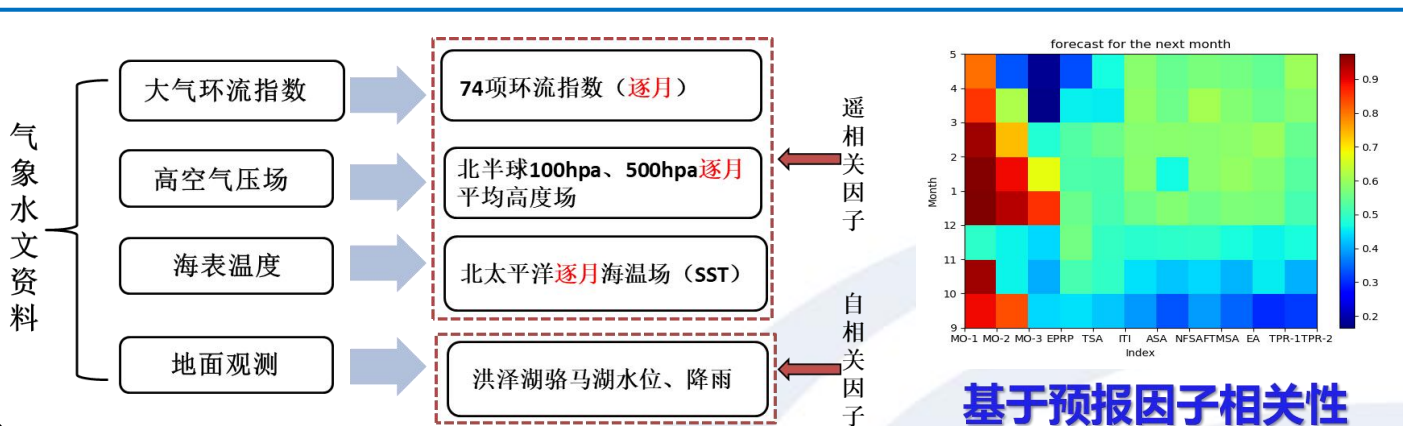 气象水文资料
大气环流指数
74项环流指数（逐月）
高空气压场
北半球100hpa、500hpa逐月
平均高度场
海表温度
北太平洋逐月海温场（SST）
地面观测
洪泽湖骆马湖水位、降雨
遥相关因子
自相关因子
forecast for the next month
Month
5
4
3
2
1
12
11
10
9
MO-1 MO-2 MO-3 EPRP TSA ITI ASA NFSAFTMSA EA TPR-1TPR-2
Index
0.9
0.8
0.7
0.6
0.5
0.4
0.3
0.2
基于预报因子相关性